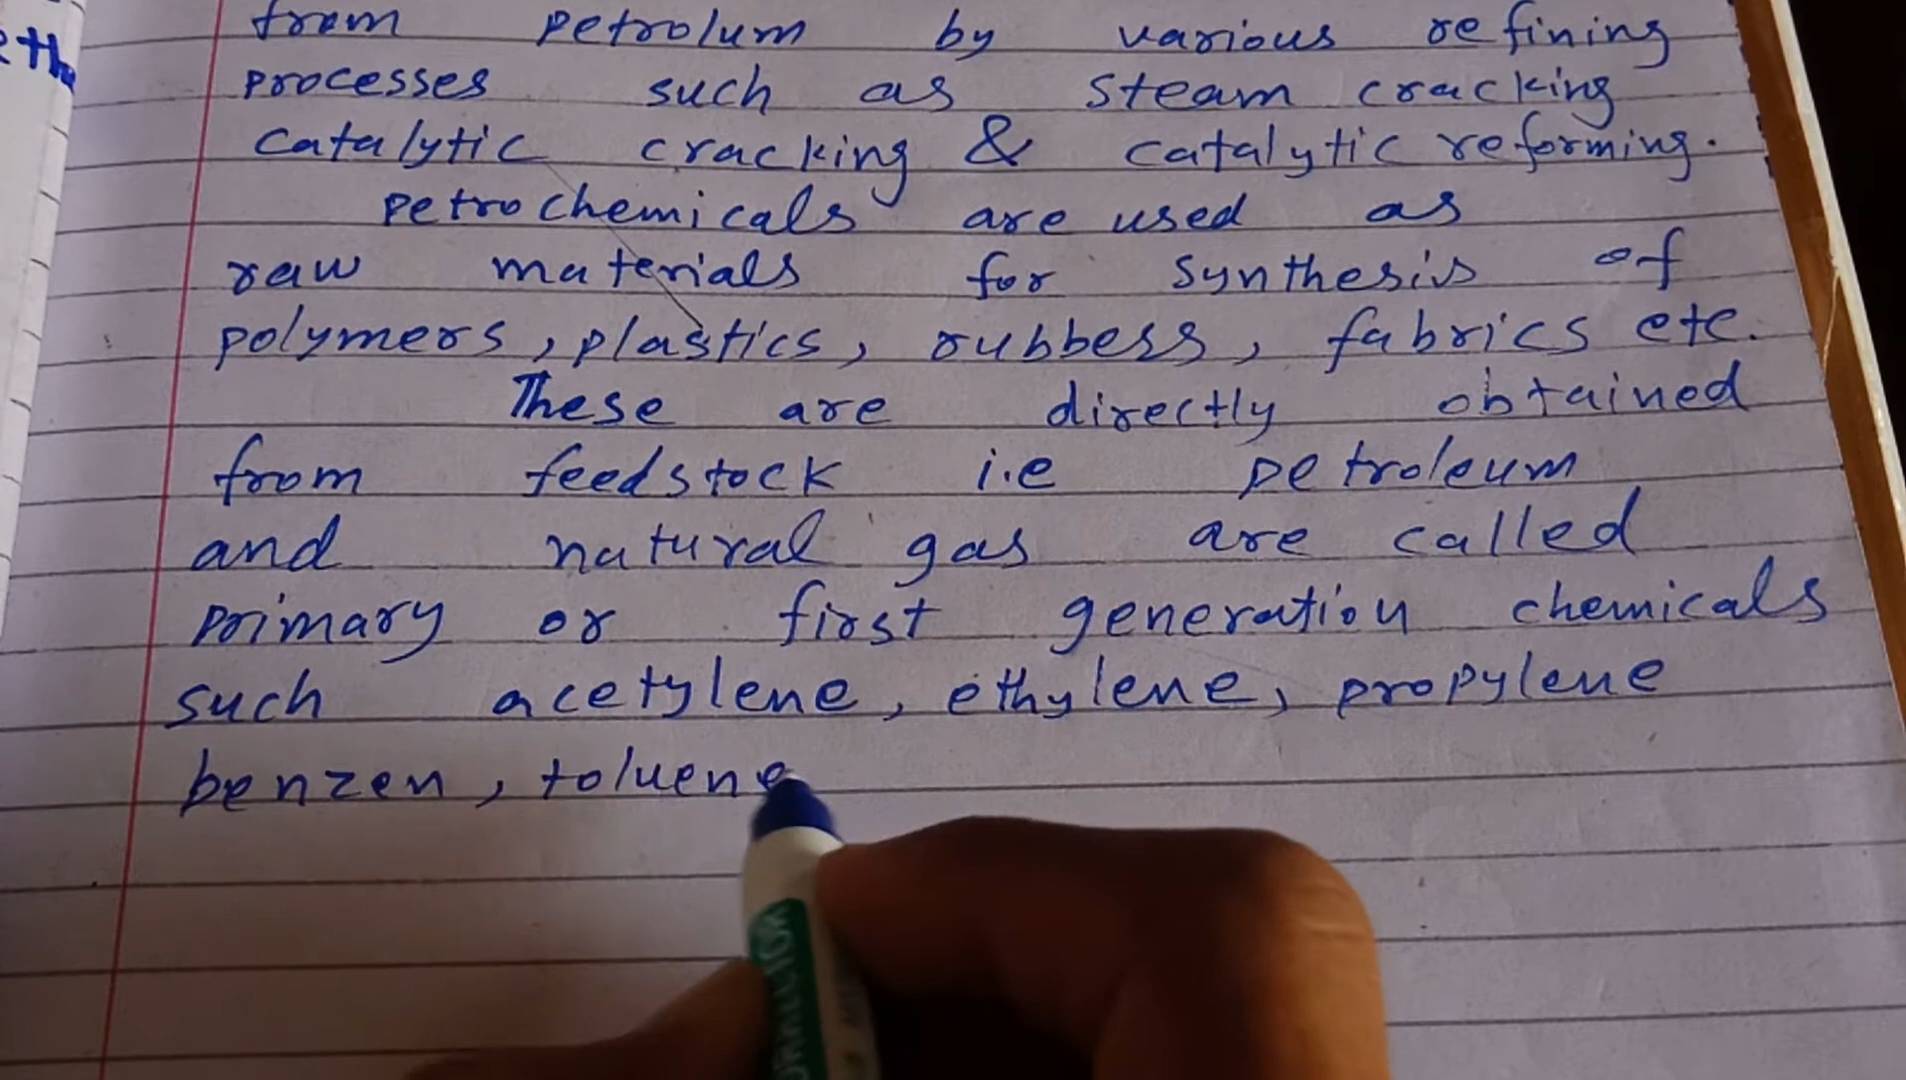 from petrolum by various refining
processes such as steam cracking
catalytic cracking & catalytic reforming.
petrochemicals are used as
raw materials for synthesis of
polymers, plastics, rubbers, fabrics etc.
These are directly obtained
from feedstock i.e petroleum
and natural gas are called
primary or first generation chemicals
such acetylene, ethylene, propylene
benzen, toluene